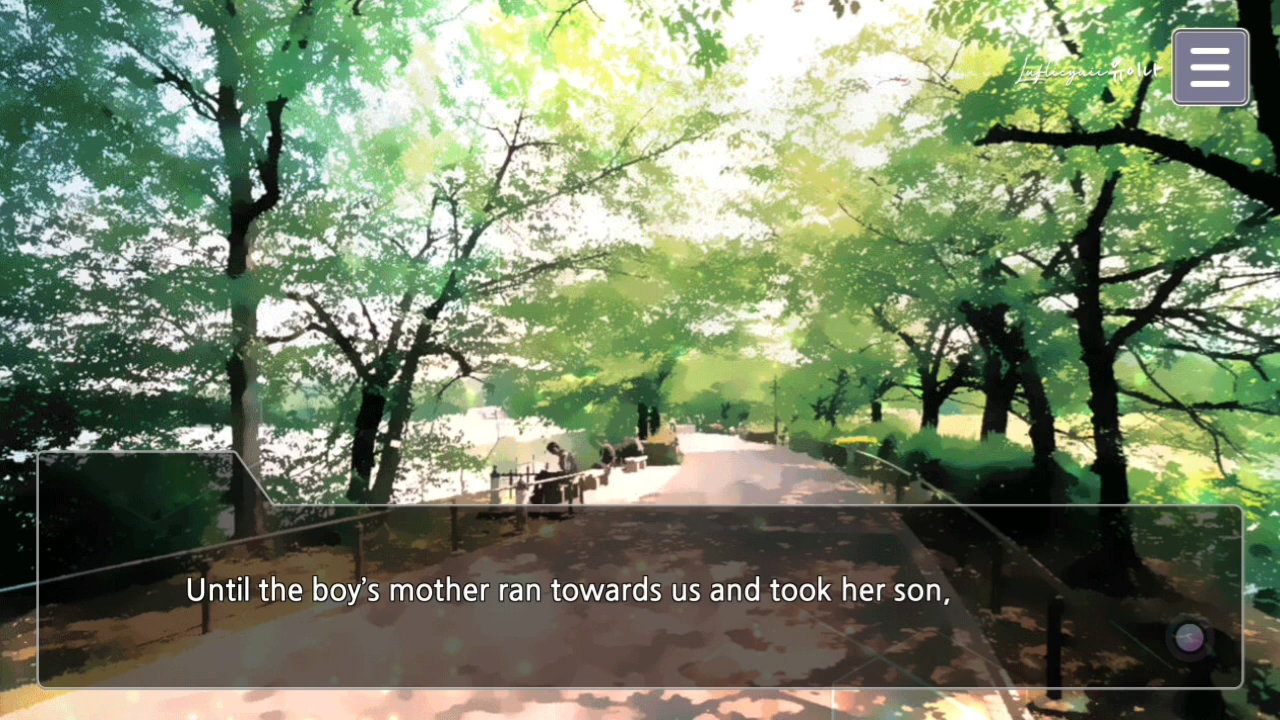 Until the boy’s mother ran towards us and took her son,